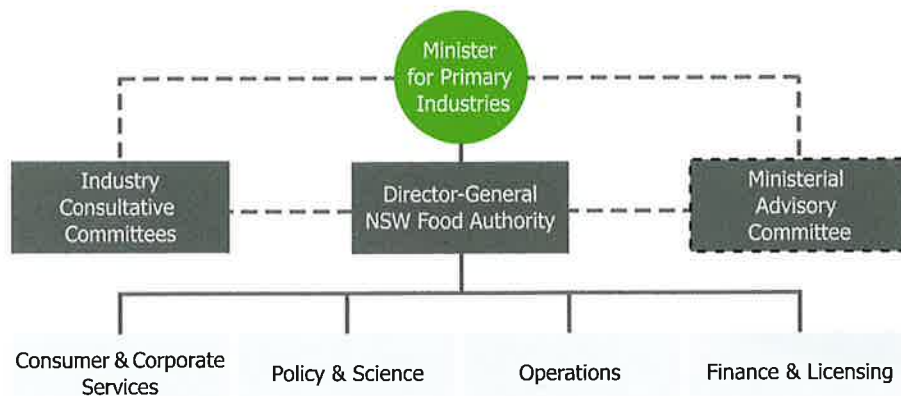 Minister
for Primary
Industries
Industry
Consultative
Committees
Director-General
NSW Food Authority
Ministerial
Advisory
Committee
Consumer & Corporate
Services
Policy & Science
Operations
Finance & Licensing